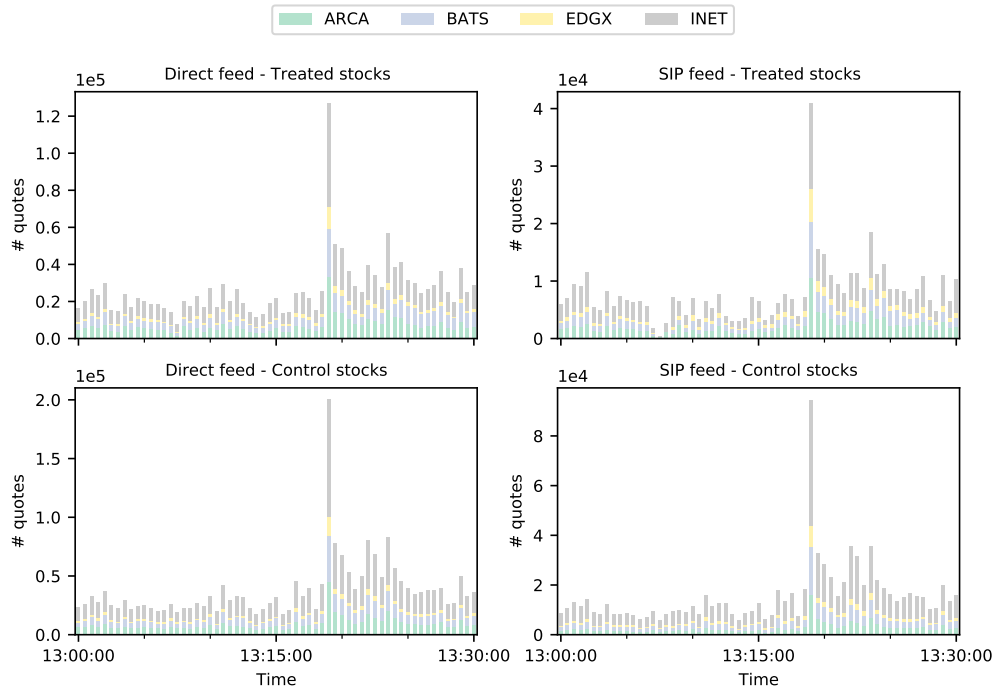 ARCA BATS EDGX INET
Direct feed - Treated stocks
1e5
# quotes
1.2
1.0
0.8
0.6
0.4
0.2
0.0
SIP feed - Treated stocks
1e4
# quotes
4
3
2
1
0
Direct feed - Control stocks
1e5
# quotes
2.0
1.5
1.0
0.5
0.0
13:00:00 13:15:00 13:30:00
Time
SIP feed - Control stocks
1e4
# quotes
8
6
4
2
0
13:00:00 13:15:00 13:30:00
Time